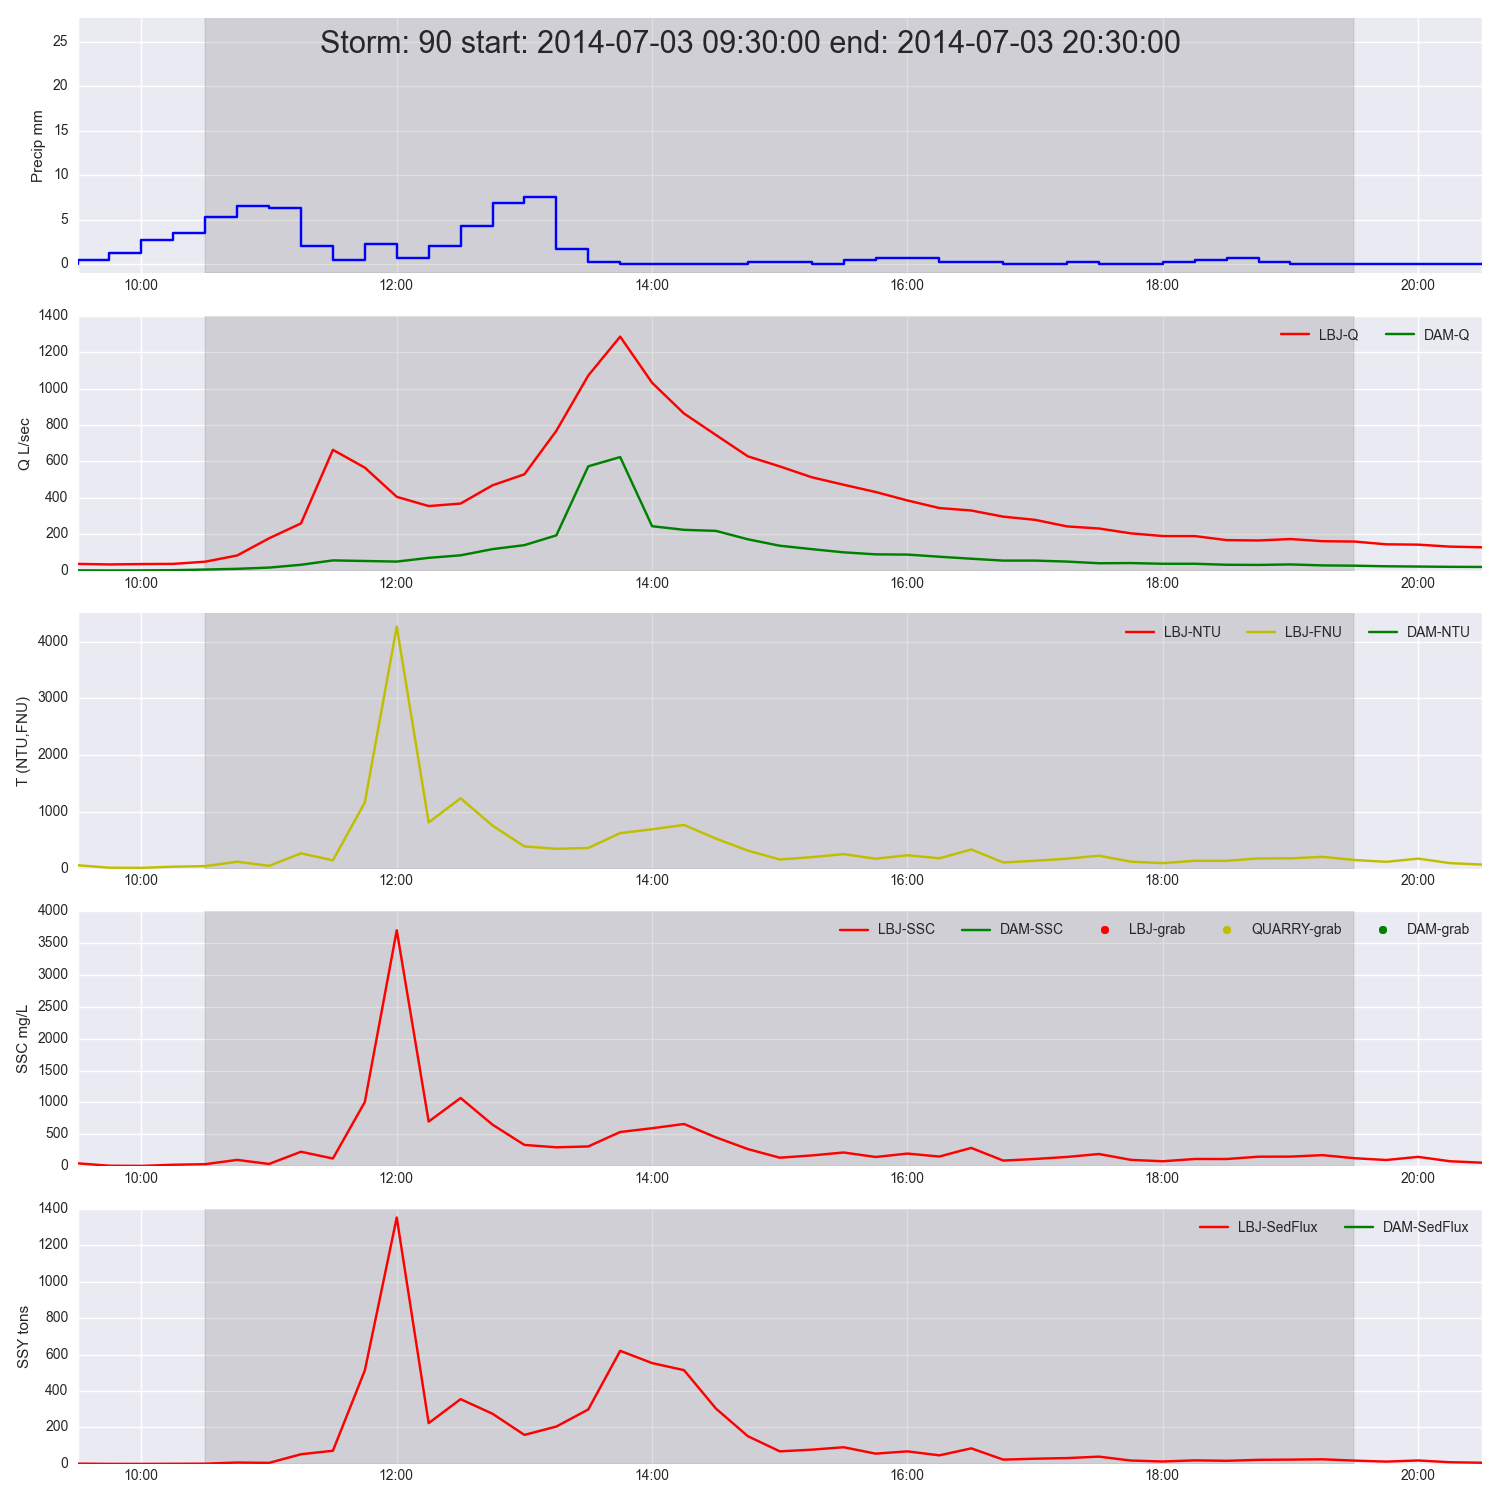 Storm: 90 start: 2014-07-03 09:30:00 end: 2014-07-03 20:30:00
Precip mm
25
20
15
10
5
0
10:00 12:00 14:00 16:00 18:00 20:00
Q L/sec
LBJ-Q DAM-Q
1400
1200
1000
800
600
400
200
0
10:00 12:00 14:00 16:00 18:00 20:00
T (NTU,FNU)
LBJ-NTU LBJ-FNU DAM-NTU
4000
3000
2000
1000
0
10:00 12:00 14:00 16:00 18:00 20:00
SSC mg/L
LBJ-SSC DAM-SSC LBJ-grab QUARRY-grab DAM-grab
4000
3500
3000
2500
2000
1500
1000
500
0
10:00 12:00 14:00 16:00 18:00 20:00
SSY tons
LBJ-SedFlux DAM-SedFlux
1400
1200
1000
800
600
400
200
0
10:00 12:00 14:00 16:00 18:00 20:00